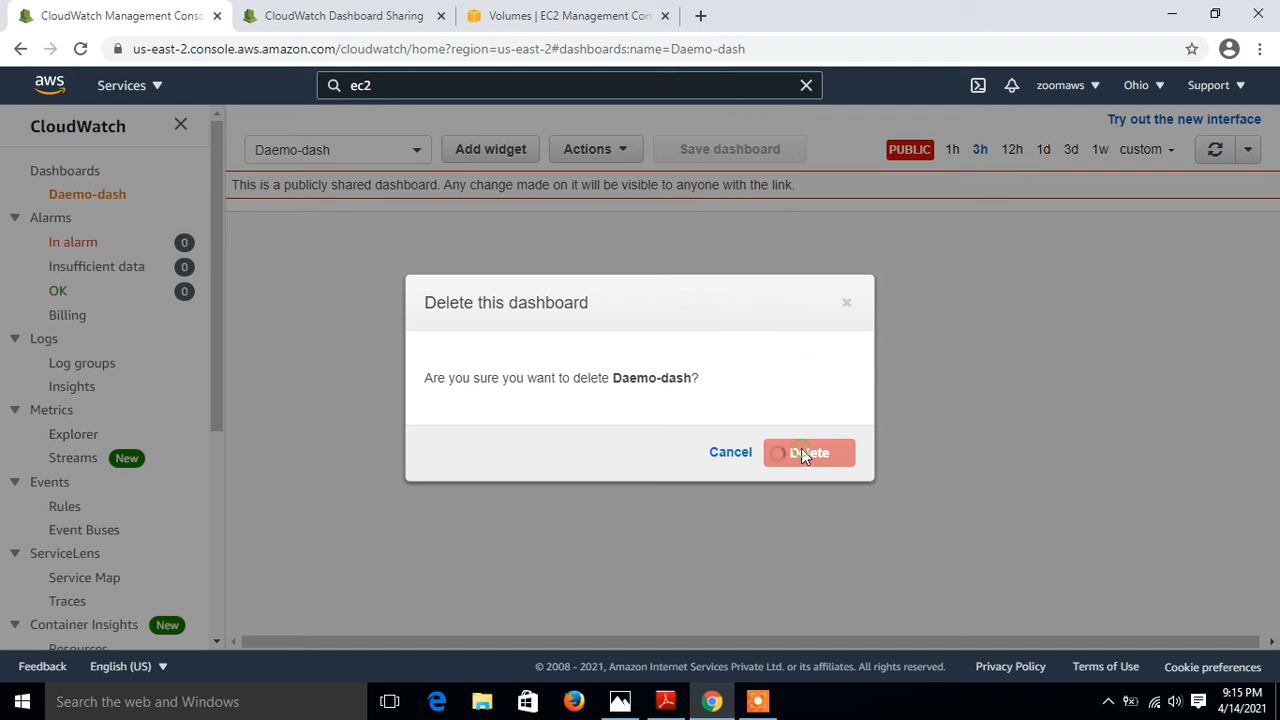 CloudWatch Management Conso
CloudWatch Dashboard Sharing
Volumes | EC2 Management Con
us-east-2.console.aws.amazon.com/cloudwatch/home?region=us-east-2#dashboards:name=Daemo-dash
aws
Services
ec2
zoomaws
Ohio
Support
CloudWatch
Try out the new interface
Daemo-dash
Add widget
Actions
Save dashboard
PUBLIC
1h
3h
12h
1d
3d
1w
custom
This is a publicly shared dashboard. Any change made on it will be visible to anyone with the link.
Dashboards
Daemo-dash
Alarms
In alarm 0
Insufficient data 0
OK 0
Billing
Logs
Log groups
Insights
Metrics
Explorer
Streams New
Events
Rules
Event Buses
ServiceLens
Service Map
Traces
Container Insights New
Resources
Delete this dashboard
Are you sure you want to delete Daemo-dash?
Cancel
Delete
Feedback
English (US)
© 2008 - 2021, Amazon Internet Services Private Ltd. or its affiliates. All rights reserved.
Privacy Policy
Terms of Use
Cookie preferences
Search the web and Windows
9:15 PM
4/14/2021